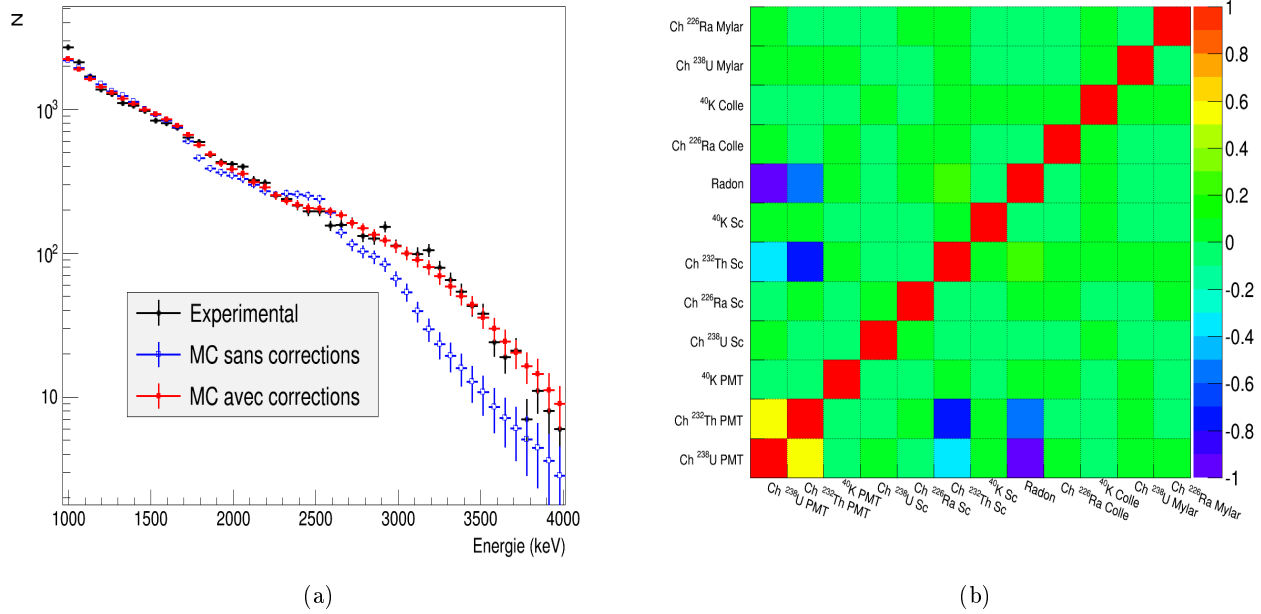 N
10³
10²
10
Experimental
MC sans corrections
MC avec corrections
1000 1500 2000 2500 3000 3500 4000
Energie (keV)
(a)
Ch ²²⁶Ra Mylar
Ch ²³⁸U Mylar
⁴⁰K Colle
Ch ²²⁶Ra Colle
Radon
⁴⁰K Sc
Ch ²³²Th Sc
Ch ²²⁶Ra Sc
Ch ²³⁸U Sc
⁴⁰K PMT
Ch ²³²Th PMT
Ch ²³⁸U PMT
Ch ²³⁸U PMT
Ch ²³²Th PMT
⁴⁰K PMT
Ch ²³⁸U Sc
Ch ²²⁶Ra Sc
Ch ²³²Th Sc
⁴⁰K Sc
Radon
Ch ²²⁶Ra Colle
⁴⁰K Colle
Ch ²³⁸U Mylar
Ch ²²⁶Ra Mylar
1
0.8
0.6
0.4
0.2
0
-0.2
-0.4
-0.6
-0.8
-1
(b)